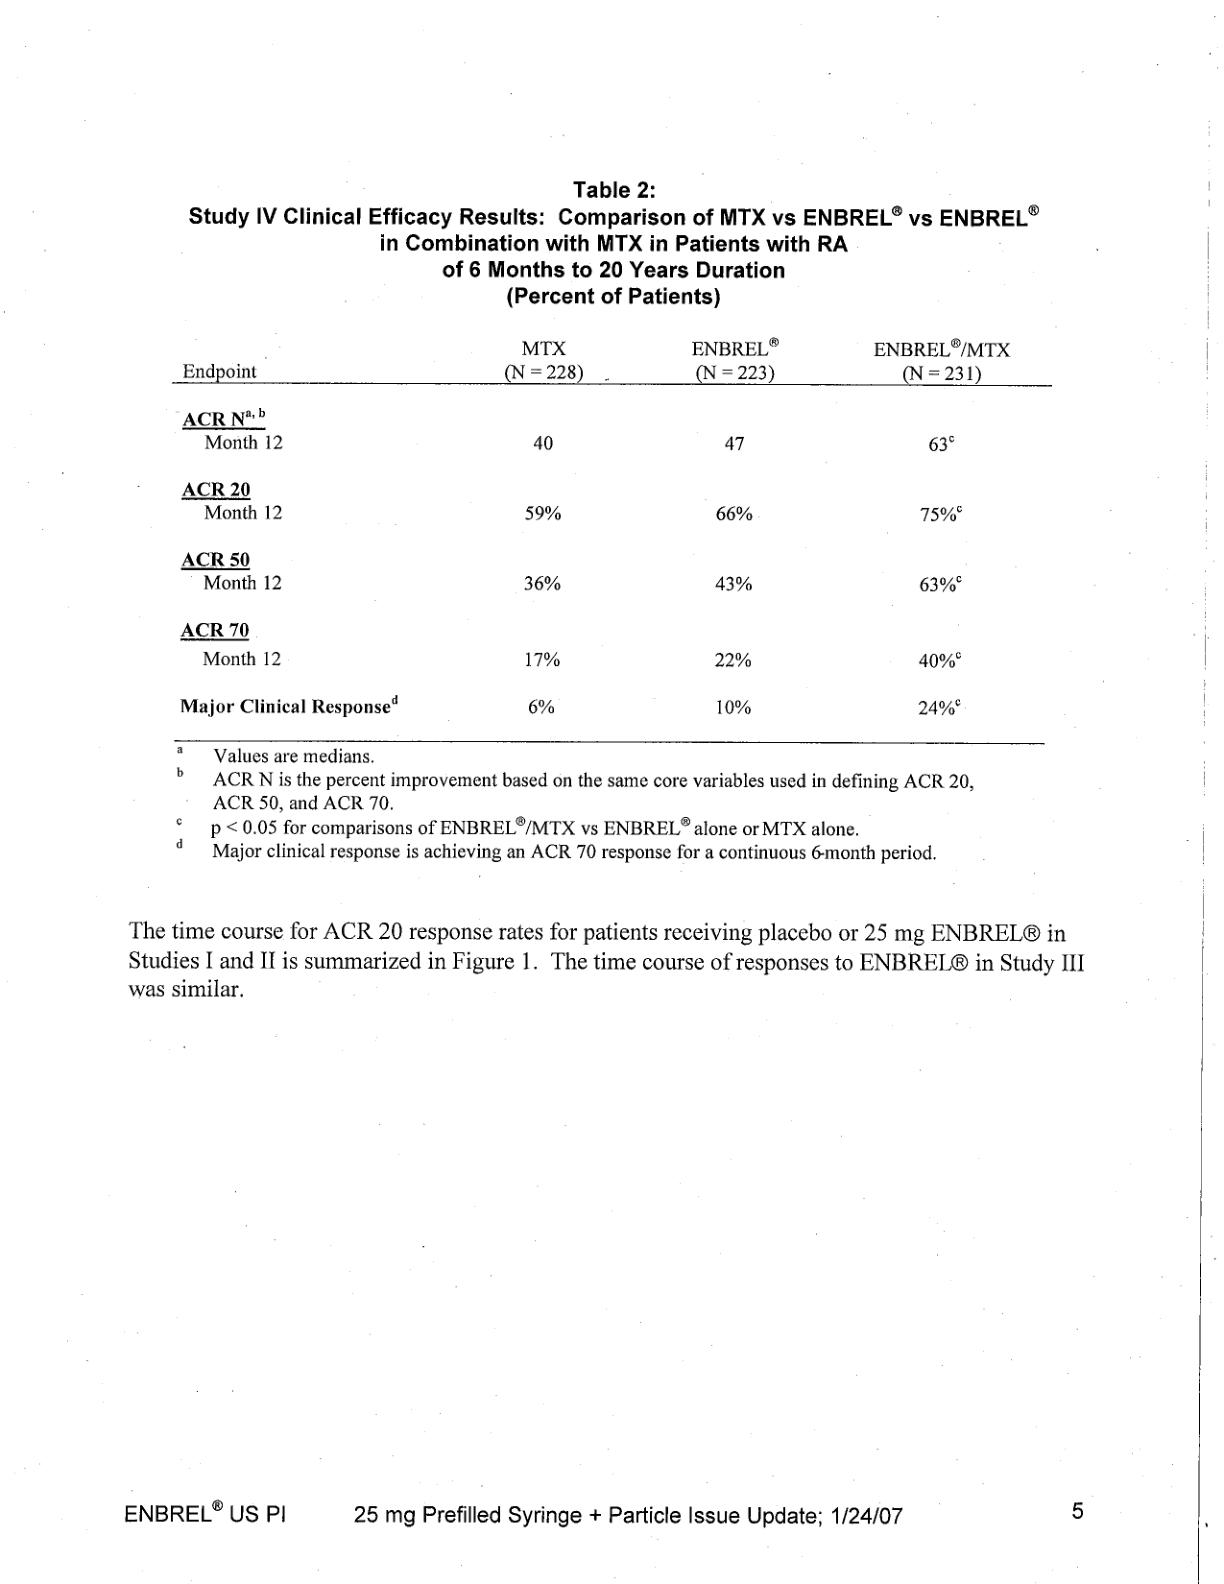 Table 2:
Study IV Clinical Efficacy Results: Comparison of MTX vs ENBREL® vs ENBREL®
in Combination with MTX in Patients with RA
of 6 Months to 20 Years Duration
(Percent of Patients)
MTX ENBREL® ENBREL®/MTX
Endpoint (N = 228) (N = 223) (N = 231)
ACR Nᵃ, ᵇ
Month 12 40 47 63ᶜ
ACR 20
Month 12 59% 66% 75%ᶜ
ACR 50
Month 12 36% 43% 63%ᶜ
ACR 70
Month 12 17% 22% 40%ᶜ
Major Clinical Responseᵈ 6% 10% 24%ᶜ
a Values are medians.
b ACR N is the percent improvement based on the same core variables used in defining ACR 20,
ACR 50, and ACR 70.
c p < 0.05 for comparisons of ENBREL®/MTX vs ENBREL® alone or MTX alone.
d Major clinical response is achieving an ACR 70 response for a continuous 6-month period.
The time course for ACR 20 response rates for patients receiving placebo or 25 mg ENBREL® in
Studies I and II is summarized in Figure 1. The time course of responses to ENBREL® in Study III
was similar.
ENBREL® US PI 25 mg Prefilled Syringe + Particle Issue Update; 1/24/07 5